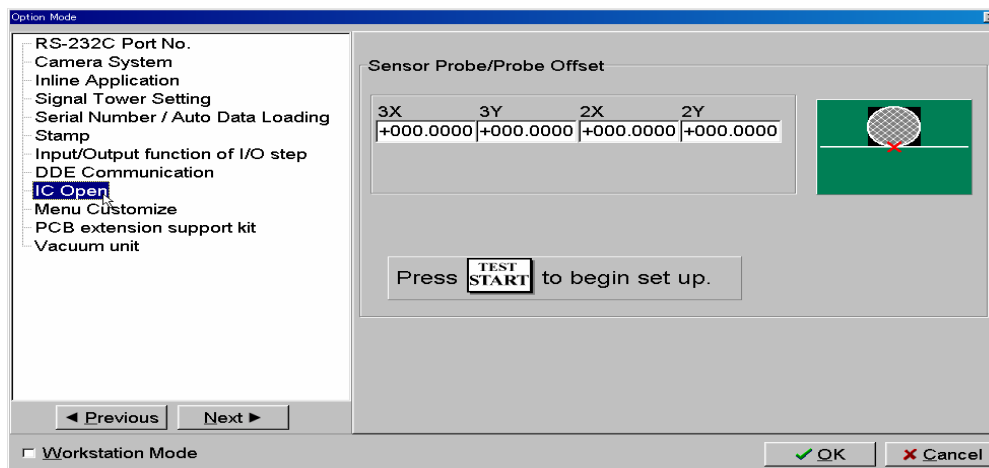 Option Mode
RS-232C Port No.
Camera System
Inline Application
Signal Tower Setting
Serial Number / Auto Data Loading
Stamp
Input/Output function of I/O step
DDE Communication
IC Open
Menu Customize
PCB extension support kit
Vacuum unit
◄ Previous
Next ►
Sensor Probe/Probe Offset
3X 3Y 2X 2Y
+000.0000 +000.0000 +000.0000 +000.0000
Press TEST START to begin set up.
Workstation Mode
OK
Cancel